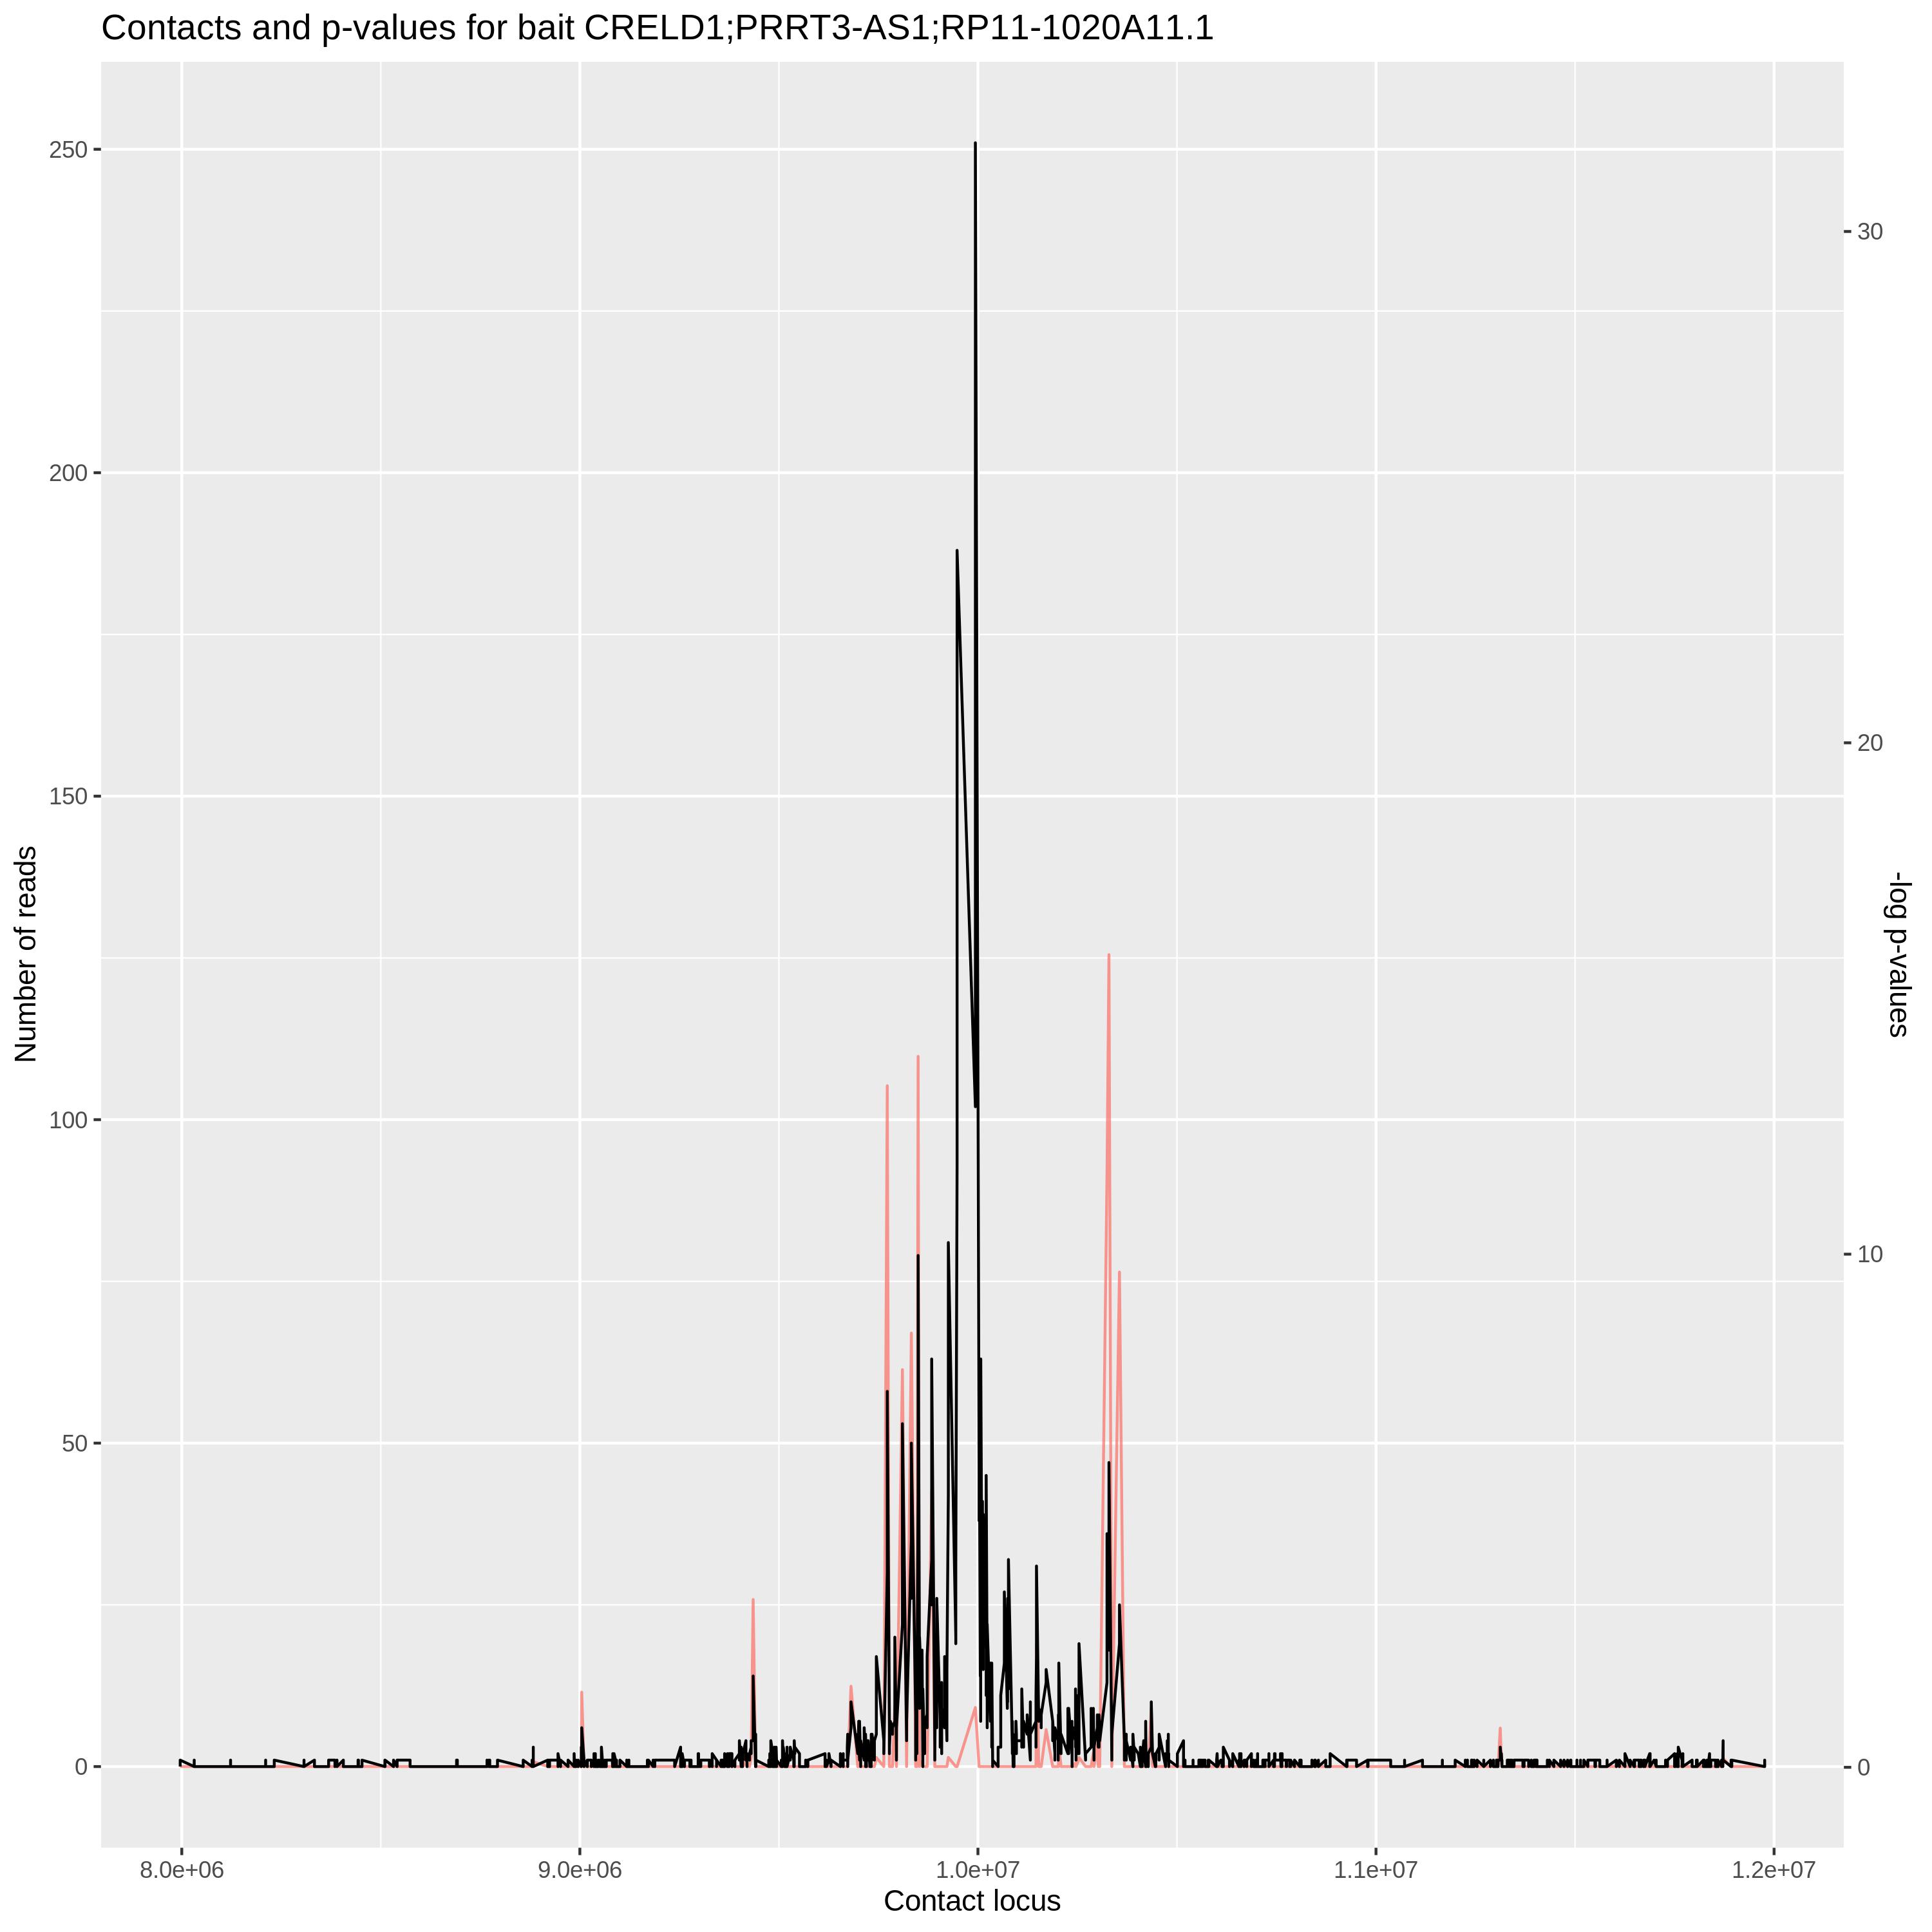 Contacts and p-values for bait CRELD1;PRRT3-AS1;RP11-1020A11.1
250
200
150
100
50
0
Number of reads
30
20
10
0
-log p-values
8.0e+06 9.0e+06 1.0e+07 1.1e+07 1.2e+07
Contact locus